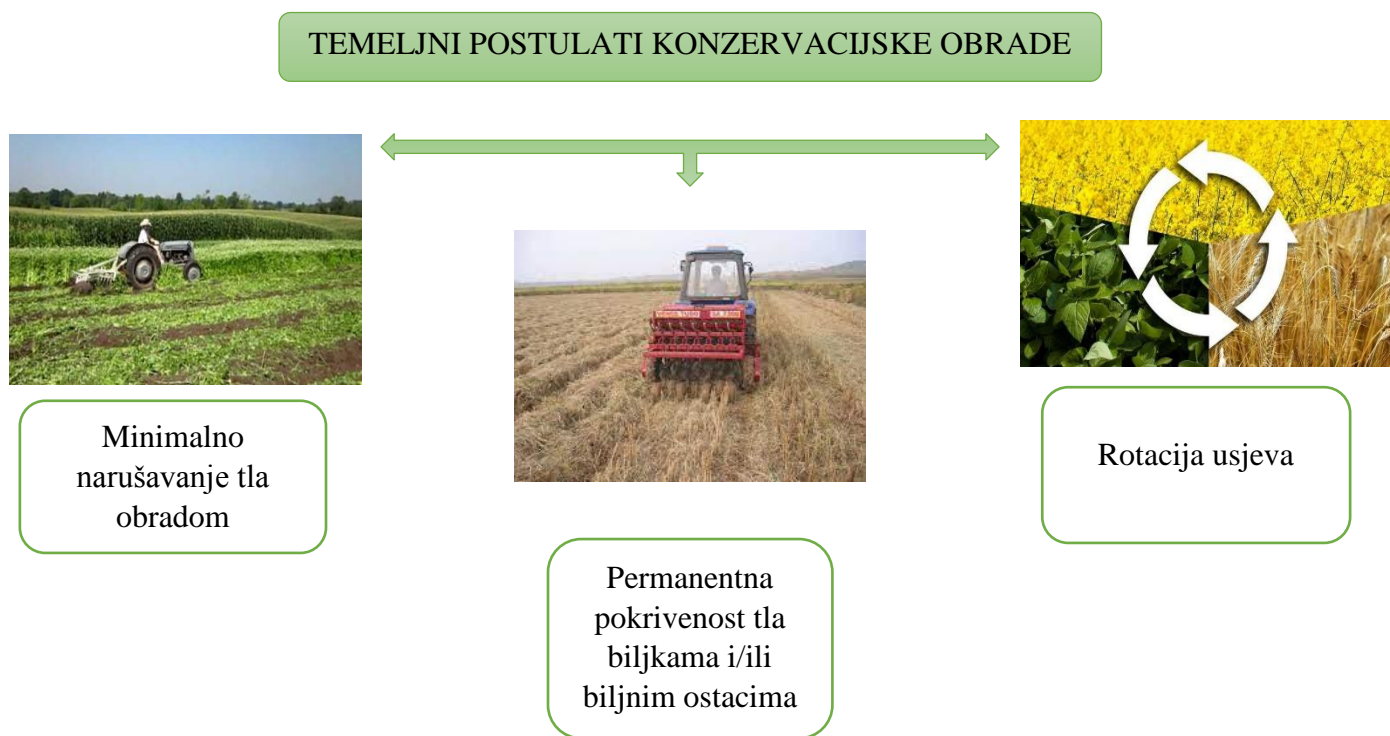 TEMELJNI POSTULATI KONZERVACIJSKE OBRADE
Minimalno
narušavanje tla
obradom
Permanentna
pokrivenost tla
biljkama i/ili
biljnim ostacima
Rotacija usjeva